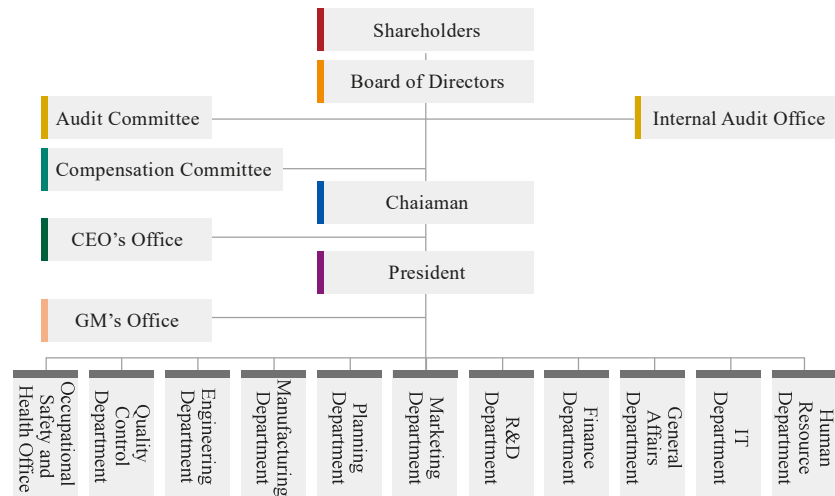 Shareholders
Board of Directors
Audit Committee
Internal Audit Office
Compensation Committee
Chaiaman
CEO’s Office
President
GM’s Office
Occupational
Safety and
Health Office
Quality
Control
Department
Engineering
Department
Manufacturing
Department
Planning
Department
Marketing
Department
R&D
Department
Finance
Department
General
Affairs
Department
IT
Department
Human
Resource
Department